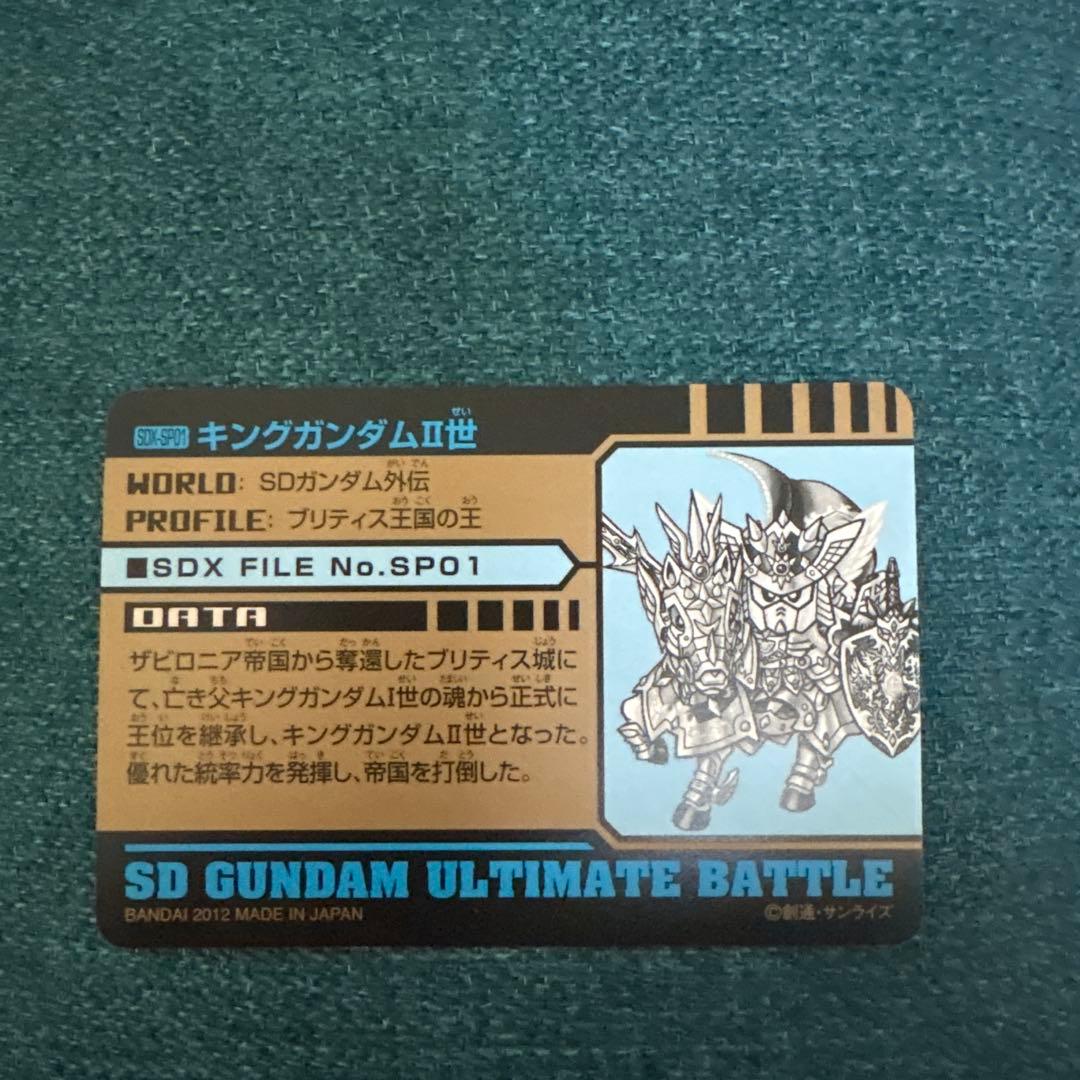 SDX-SP01 キングガンダムII世
WORLD: SDガンダム外伝
PROFILE: ブリティス王国の王
■SDX FILE No.SP01
DATA
ザビロニア帝国から奪還したブリティス城に
て、亡き父キングガンダムI世の魂から正式に
王位を継承し、キングガンダムII世となった。
優れた統率力を発揮し、帝国を打倒した。
SD GUNDAM ULTIMATE BATTLE
BANDAI 2012 MADE IN JAPAN
©創通・サンライズ